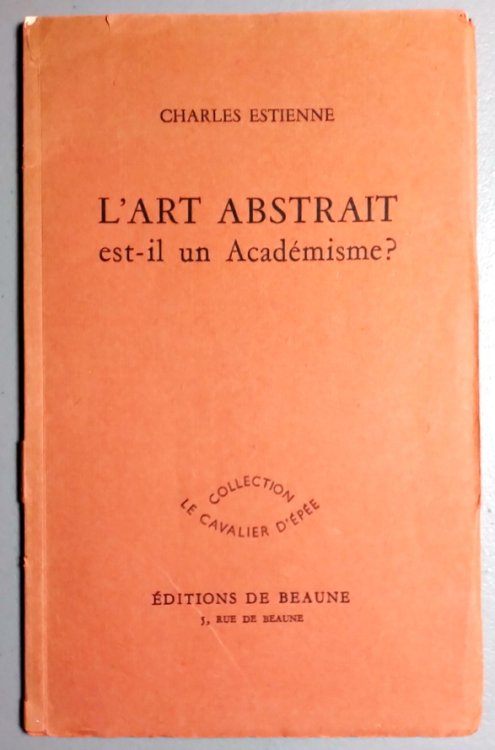 CHARLES ESTIENNE
L'ART ABSTRAIT
est-il un Académisme?
COLLECTION
LE CAVALIER D'ÉPÉE
ÉDITIONS DE BEAUNE
5, RUE DE BEAUNE